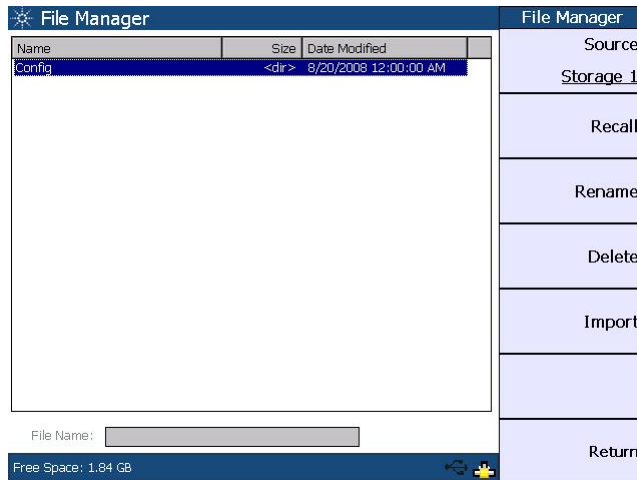 File Manager
Name Size Date Modified
Config <dir> 8/20/2008 12:00:00 AM
File Name:
Free Space: 1.84 GB
File Manager
Source
Storage 1
Recall
Rename
Delete
Import
Return